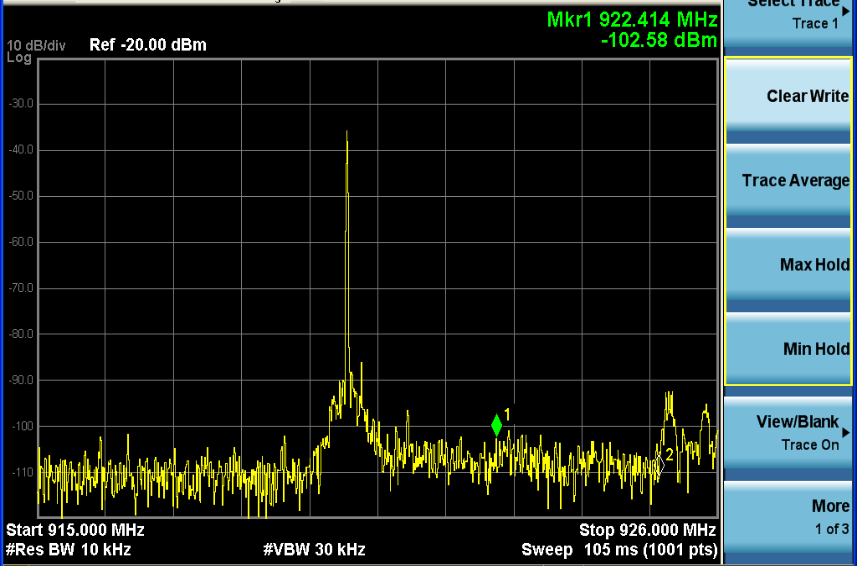 Select Trace
Trace 1
Mkr1 922.414 MHz
-102.58 dBm
10 dB/div
Ref -20.00 dBm
Log
-30.0
-40.0
-50.0
-60.0
-70.0
-80.0
-90.0
-100
-110
1
2
Start 915.000 MHz
Stop 926.000 MHz
#Res BW 10 kHz
#VBW 30 kHz
Sweep 105 ms (1001 pts)
Clear Write
Trace Average
Max Hold
Min Hold
View/Blank
Trace On
More
1 of 3